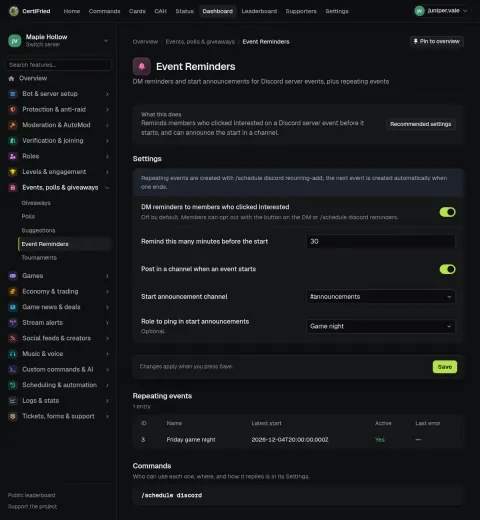 CertiFried
Home
Commands
Cards
CAH
Status
Dashboard
Leaderboard
Supporters
Settings
JV
juniper.vale
JV
Maple Hollow
Switch server
Search features...
Overview
Bot & server setup
Protection & anti-raid
Moderation & AutoMod
Verification & joining
Roles
Levels & engagement
Events, polls & giveaways
Giveaways
Polls
Suggestions
Event Reminders
Tournaments
Games
Economy & trading
Game news & deals
Stream alerts
Social feeds & creators
Music & voice
Custom commands & AI
Scheduling & automation
Logs & stats
Tickets, forms & support
Public leaderboard
Support the project
Overview / Events, polls & giveaways / Event Reminders
Pin to overview
Event Reminders
DM reminders and start announcements for Discord server events, plus repeating events
What this does
Reminds members who clicked Interested on a Discord server event before it
starts, and can announce the start in a channel.
Recommended settings
Settings
Repeating events are created with /schedule discord recurring-add; the next event is created automatically when
one ends.
DM reminders to members who clicked Interested
Off by default. Members can opt out with the button on the DM or /schedule discord reminders.
Remind this many minutes before the start
30
Post in a channel when an event starts
Start announcement channel
#announcements
Role to ping in start announcements
Optional.
Game night
Changes apply when you press Save.
Save
Repeating events
1 entry
ID Name Latest start Active Last error
3 Friday game night 2026-12-04T20:00:00.000Z Yes —
Commands
Who can use each one, where, and how it replies is in its Settings.
/schedule discord